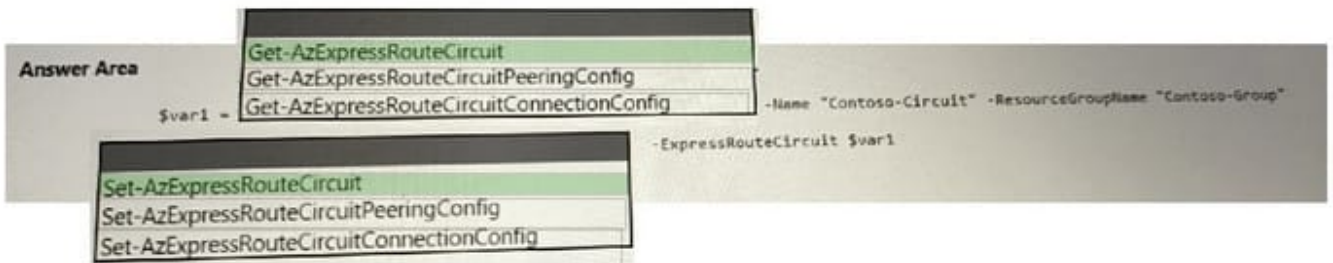 Answer Area
Get-AzExpressRouteCircuit
Get-AzExpressRouteCircuitPeeringConfig
Get-AzExpressRouteCircuitConnectionConfig
$var1 = -Name "Contoso-Circuit" -ResourceGroupName "Contoso-Group"
-ExpressRouteCircuit $var1
Set-AzExpressRouteCircuit
Set-AzExpressRouteCircuitPeeringConfig
Set-AzExpressRouteCircuitConnectionConfig